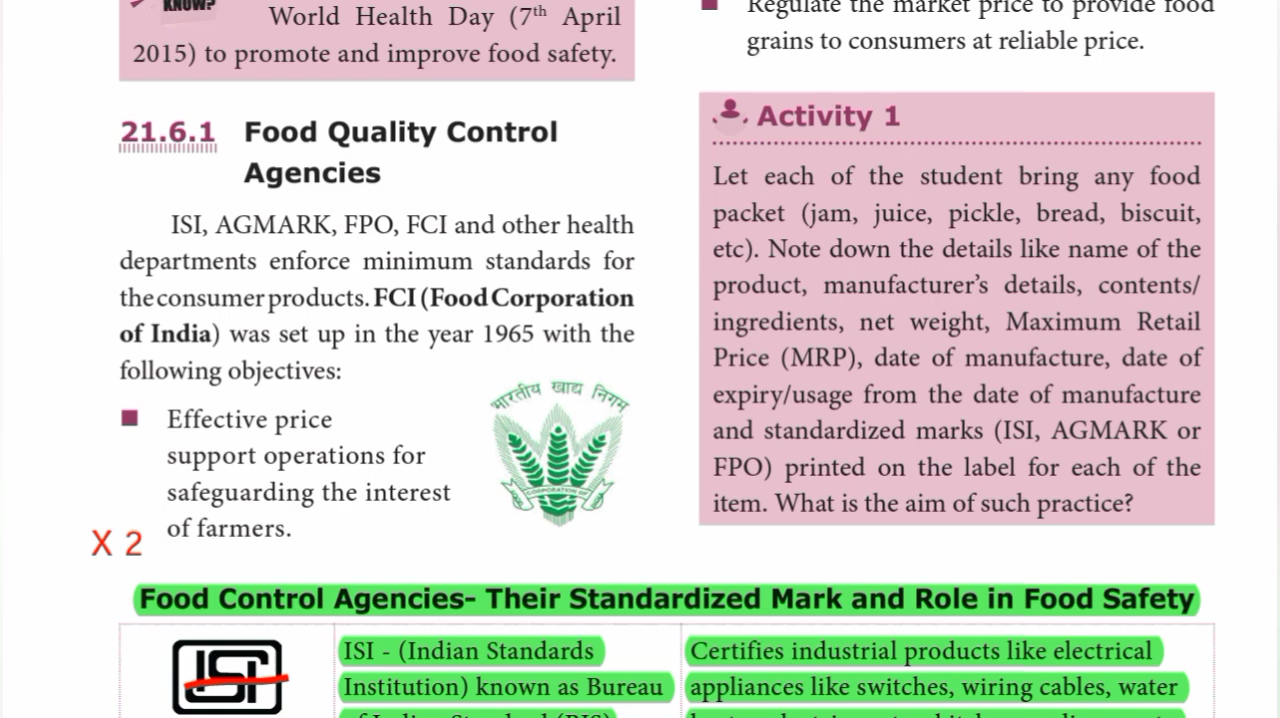 KNOW?
World Health Day (7th April
2015) to promote and improve food safety.
21.6.1 Food Quality Control
Agencies
ISI, AGMARK, FPO, FCI and other health
departments enforce minimum standards for
the consumer products. FCI (Food Corporation
of India) was set up in the year 1965 with the
following objectives:
Effective price
support operations for
safeguarding the interest
of farmers.
भारतीय खाद्य निगम
CORPORATION OF
X 2
Regulate the market price to provide food
grains to consumers at reliable price.
Activity 1
Let each of the student bring any food
packet (jam, juice, pickle, bread, biscuit,
etc). Note down the details like name of the
product, manufacturer’s details, contents/
ingredients, net weight, Maximum Retail
Price (MRP), date of manufacture, date of
expiry/usage from the date of manufacture
and standardized marks (ISI, AGMARK or
FPO) printed on the label for each of the
item. What is the aim of such practice?
Food Control Agencies- Their Standardized Mark and Role in Food Safety
ISI
ISI - (Indian Standards
Institution) known as Bureau
of Indian Standard (BIS)
Certifies industrial products like electrical
appliances like switches, wiring cables, water